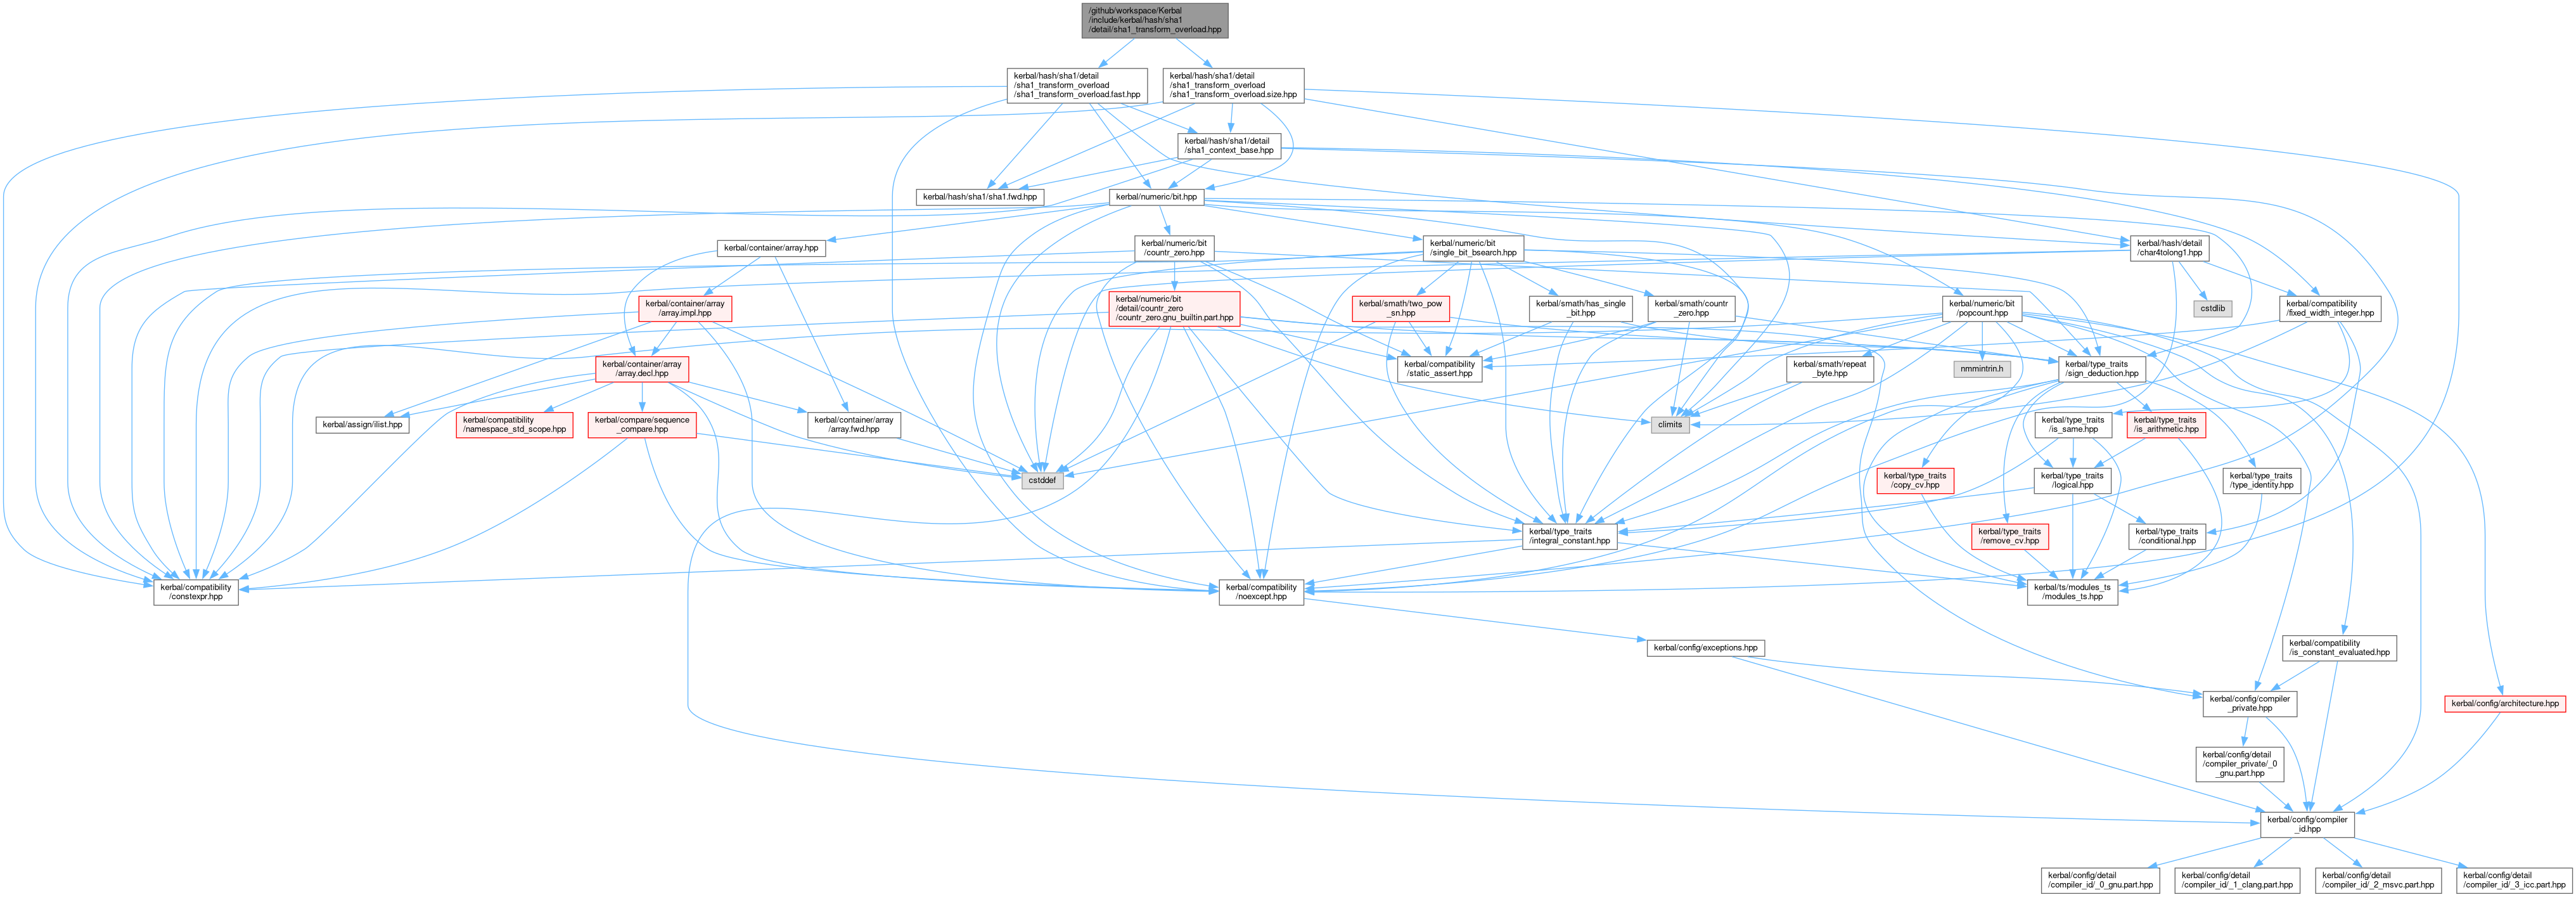 /github/workspace/Kerbal
/include/kerbal/hash/sha1
/detail/sha1_transform_overload.hpp
kerbal/hash/sha1/detail
/sha1_transform_overload
/sha1_transform_overload.fast.hpp
kerbal/hash/sha1/detail
/sha1_transform_overload
/sha1_transform_overload.size.hpp
kerbal/hash/sha1/detail
/sha1_context_base.hpp
kerbal/hash/sha1/sha1.fwd.hpp
kerbal/numeric/bit.hpp
kerbal/container/array.hpp
kerbal/numeric/bit
/countr_zero.hpp
kerbal/numeric/bit
/single_bit_bsearch.hpp
kerbal/hash/detail
/char4tolong1.hpp
kerbal/container/array
/array.impl.hpp
kerbal/numeric/bit
/detail/countr_zero
/countr_zero.gnu_builtin.part.hpp
kerbal/smath/two_pow
_sn.hpp
kerbal/smath/has_single
_bit.hpp
kerbal/smath/countr
_zero.hpp
kerbal/numeric/bit
/popcount.hpp
cstdlib
kerbal/compatibility
/fixed_width_integer.hpp
kerbal/container/array
/array.decl.hpp
kerbal/compatibility
/static_assert.hpp
kerbal/smath/repeat
_byte.hpp
nmmintrin.h
kerbal/type_traits
/sign_deduction.hpp
kerbal/assign/ilist.hpp
kerbal/compatibility
/namespace_std_scope.hpp
kerbal/compare/sequence
_compare.hpp
kerbal/container/array
/array.fwd.hpp
climits
kerbal/type_traits
/is_same.hpp
kerbal/type_traits
/is_arithmetic.hpp
cstddef
kerbal/type_traits
/copy_cv.hpp
kerbal/type_traits
/logical.hpp
kerbal/type_traits
/type_identity.hpp
kerbal/type_traits
/integral_constant.hpp
kerbal/type_traits
/remove_cv.hpp
kerbal/type_traits
/conditional.hpp
kerbal/compatibility
/constexpr.hpp
kerbal/compatibility
/noexcept.hpp
kerbal/ts/modules_ts
/modules_ts.hpp
kerbal/config/exceptions.hpp
kerbal/compatibility
/is_constant_evaluated.hpp
kerbal/config/compiler
_private.hpp
kerbal/config/architecture.hpp
kerbal/config/detail
/compiler_private/_0
_gnu.part.hpp
kerbal/config/compiler
_id.hpp
kerbal/config/detail
/compiler_id/_0_gnu.part.hpp
kerbal/config/detail
/compiler_id/_1_clang.part.hpp
kerbal/config/detail
/compiler_id/_2_msvc.part.hpp
kerbal/config/detail
/compiler_id/_3_icc.part.hpp